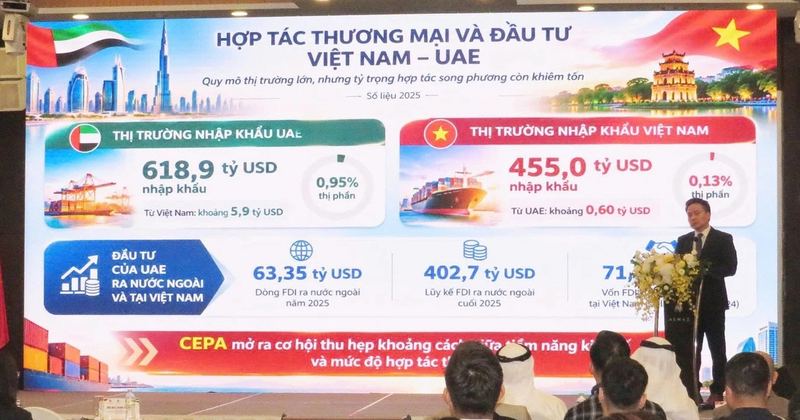 HỢP TÁC THƯƠNG MẠI VÀ ĐẦU TƯ
VIỆT NAM – UAE
Quy mô thị trường lớn, nhưng tỷ trọng hợp tác song phương còn khiêm tốn
Số liệu 2025
THỊ TRƯỜNG NHẬP KHẨU UAE
618,9 tỷ USD
nhập khẩu
Từ Việt Nam: khoảng 5,9 tỷ USD
0,95%
thị phần
THỊ TRƯỜNG NHẬP KHẨU VIỆT NAM
455,0 tỷ USD
nhập khẩu
Từ UAE: khoảng 0,60 tỷ USD
0,13%
thị phần
ĐẦU TƯ
CỦA UAE
RA NƯỚC NGOÀI
VÀ TẠI VIỆT NAM
63,35 tỷ USD
Dòng FDI ra nước ngoài
năm 2025
402,7 tỷ USD
Lũy kế FDI ra nước ngoài
cuối 2025
71,
Vốn FDI
tại Việt Nam 24)
CEPA mở ra cơ hội thu hẹp khoảng cách giữa tiềm năng
và mức độ hợp tác
ALMAZ